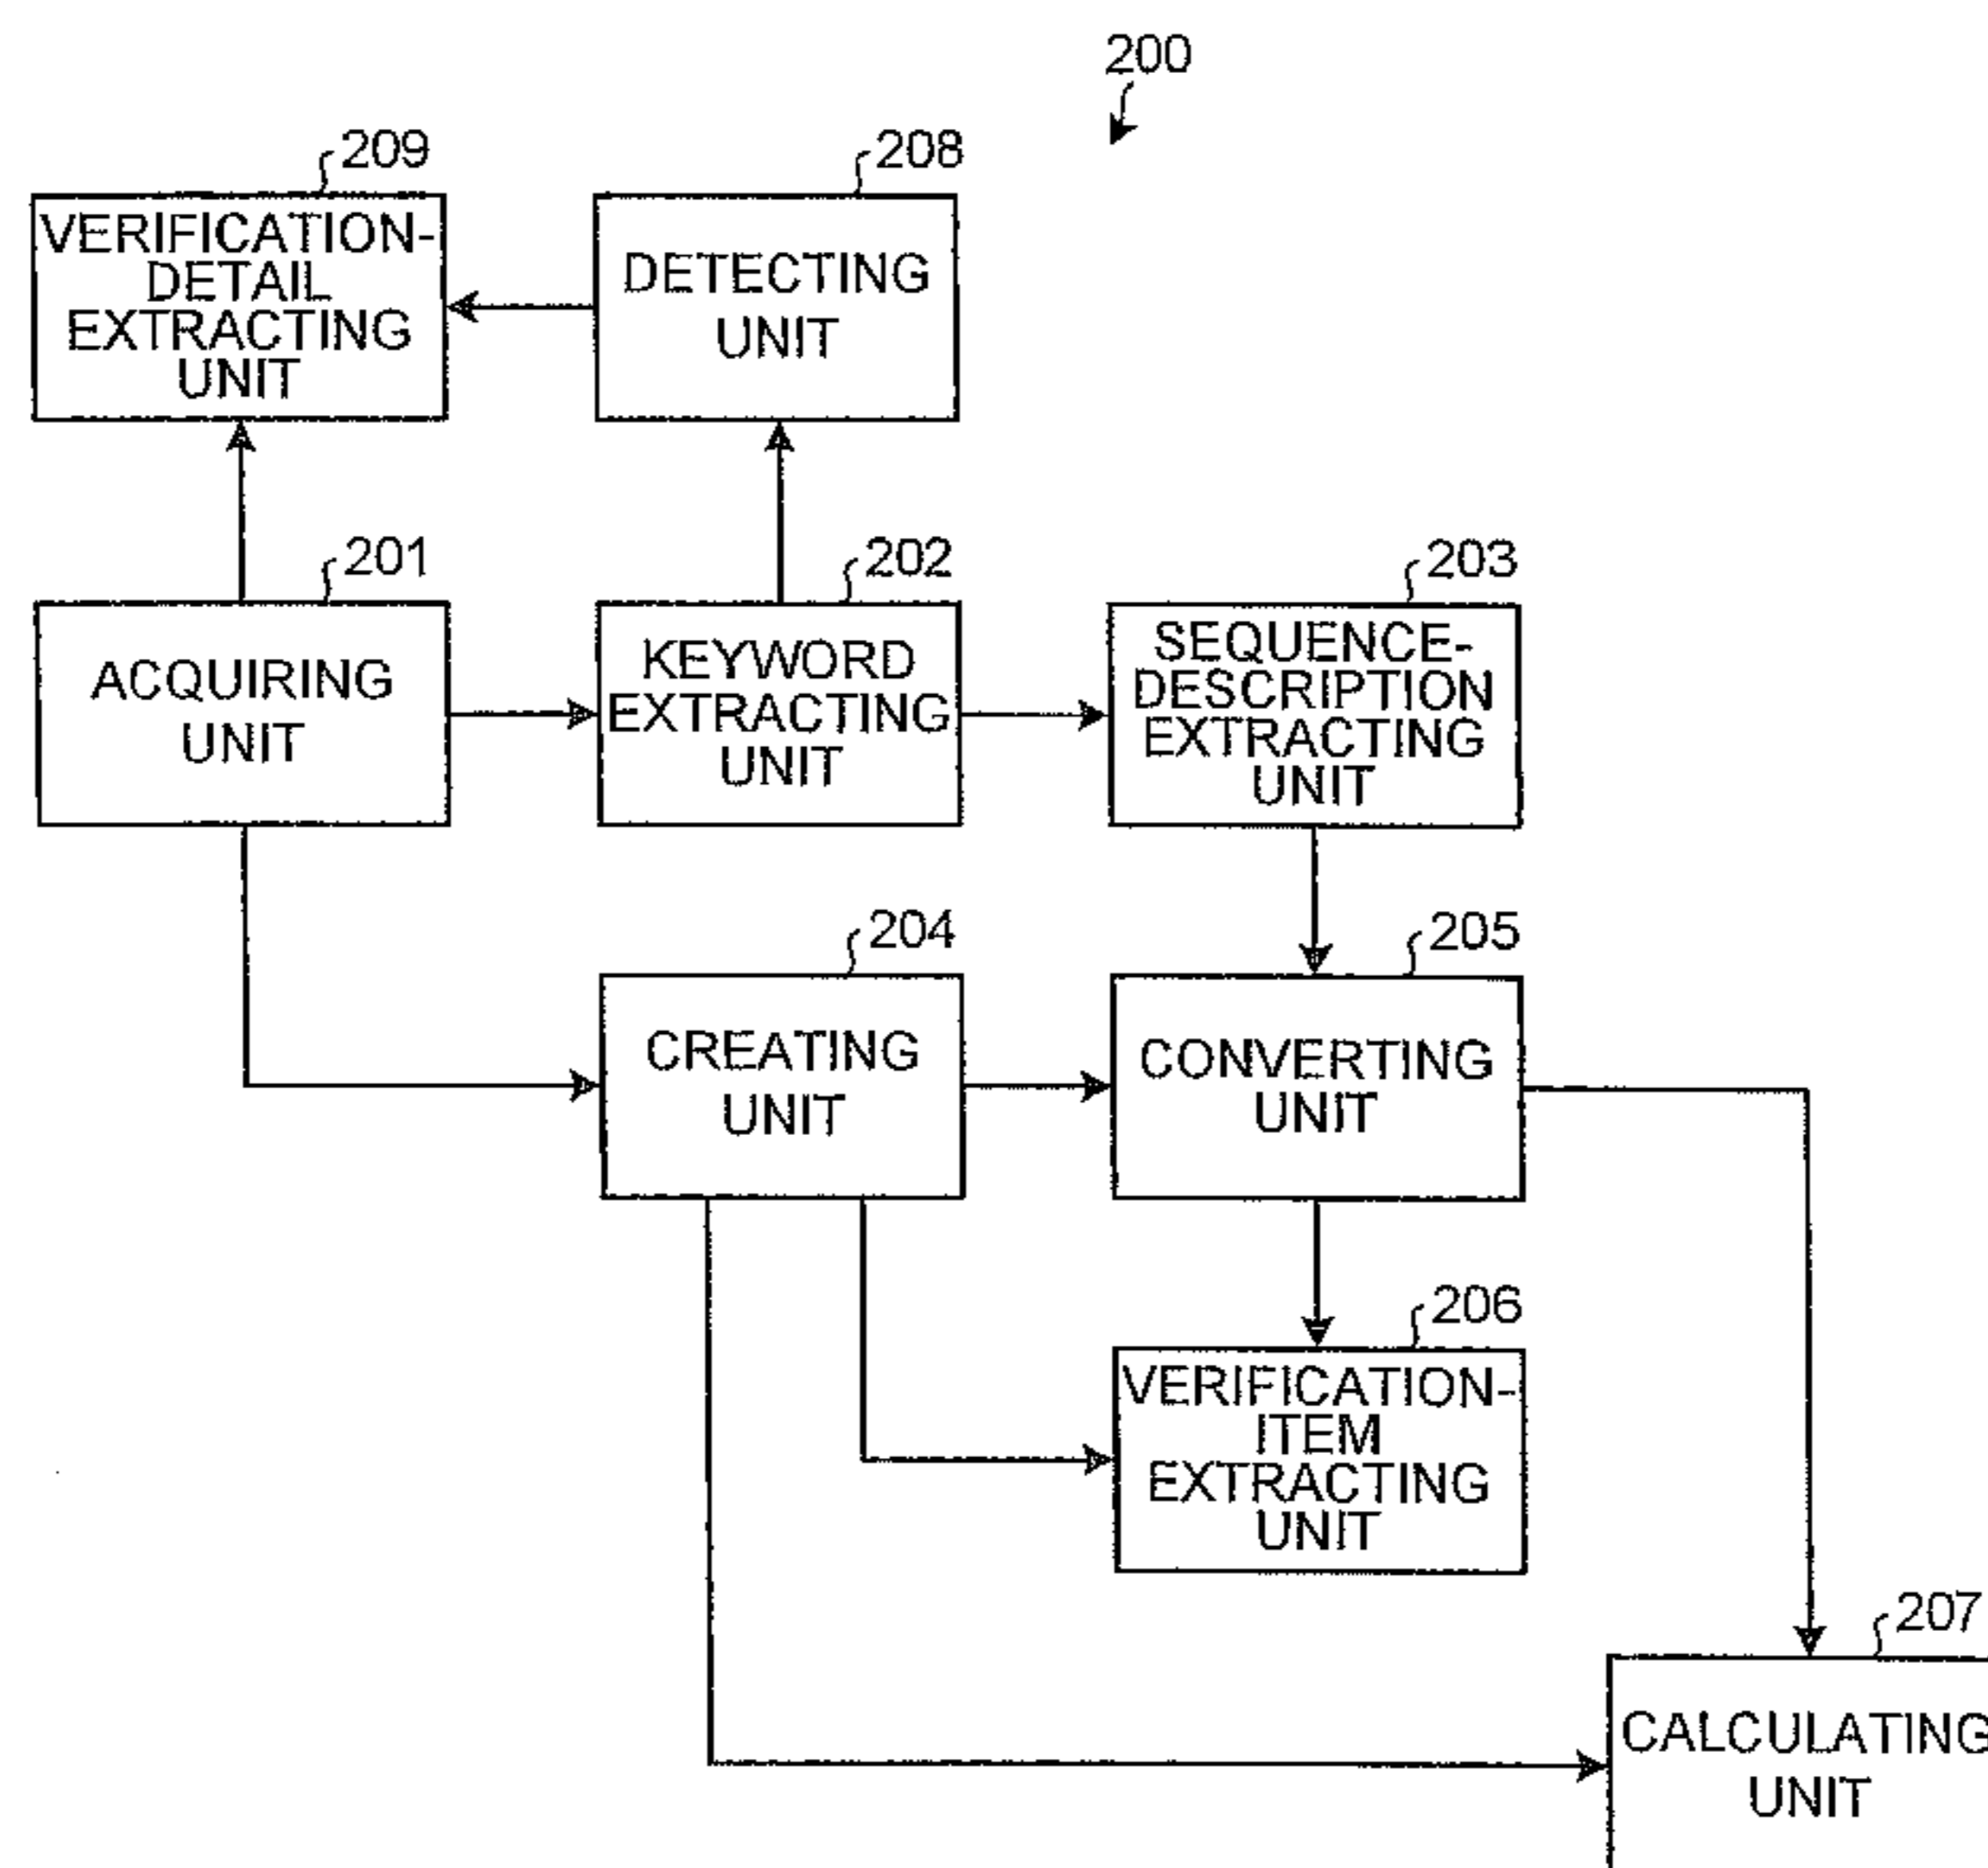 200
209
VERIFICATION-
DETAIL
EXTRACTING
UNIT
208
DETECTING
UNIT
201
ACQUIRING
UNIT
202
KEYWORD
EXTRACTING
UNIT
203
SEQUENCE-
DESCRIPTION
EXTRACTING
UNIT
204
CREATING
UNIT
205
CONVERTING
UNIT
206
VERIFICATION-
ITEM
EXTRACTING
UNIT
207
CALCULATING
UNIT